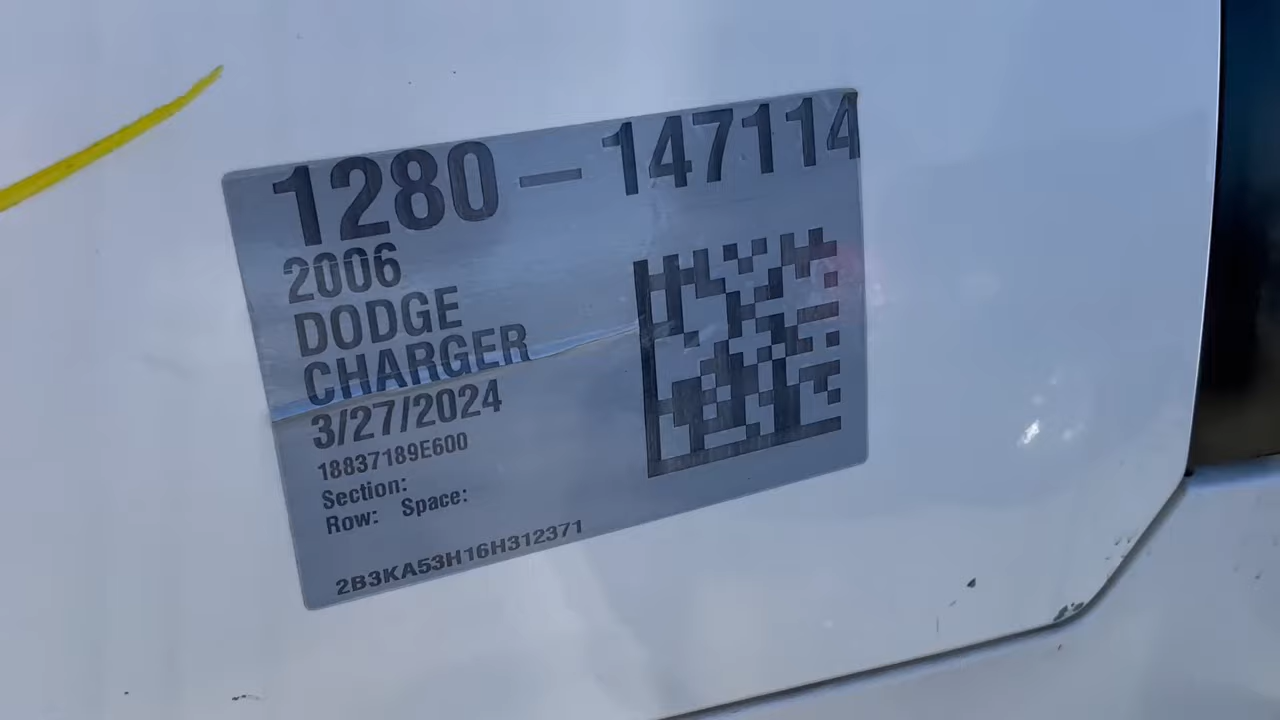 1280-147114
2006
DODGE
CHARGER
3/27/2024
18837189E600
Section:
Row: Space:
2B3KA53H16H312371